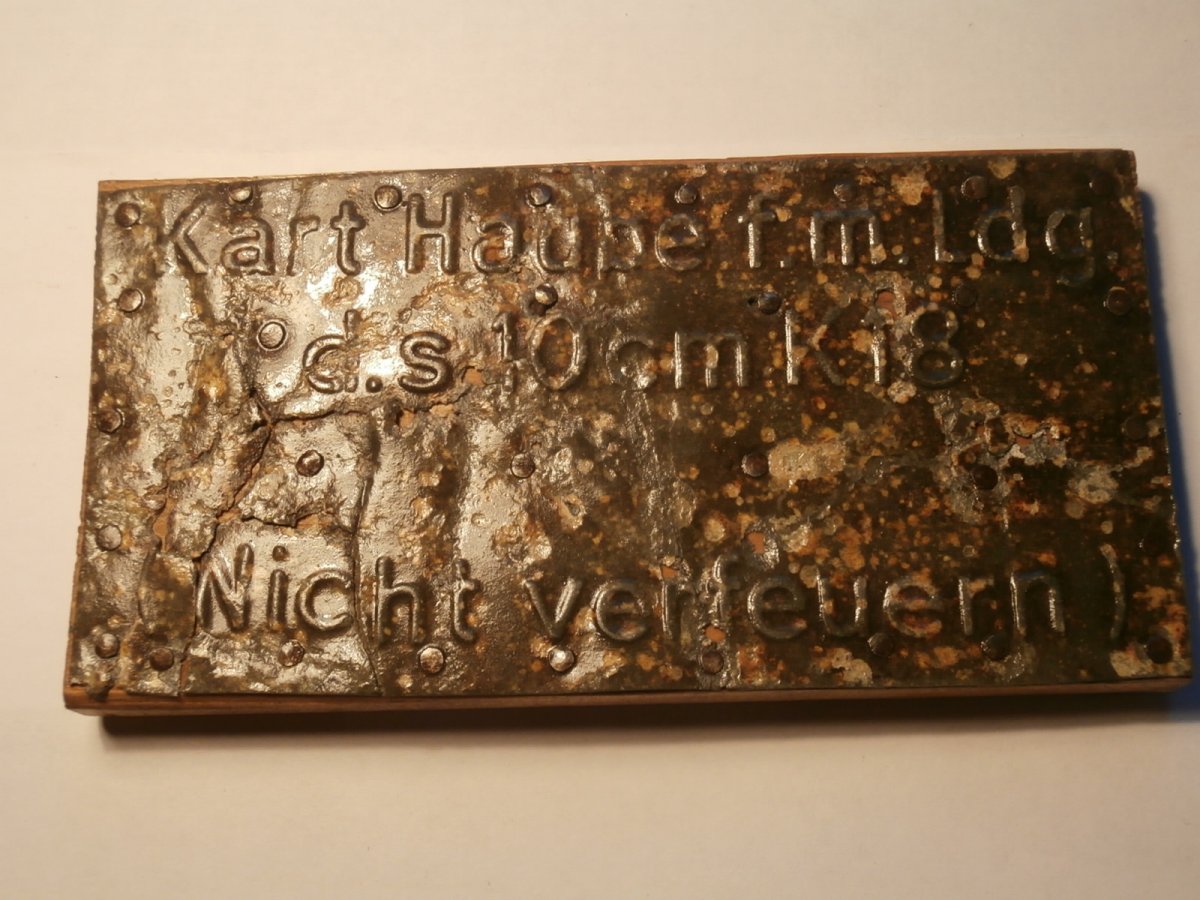 Kart Haube f.m. Ldg.
d.s. 10cm K18
Nicht verfeuern)